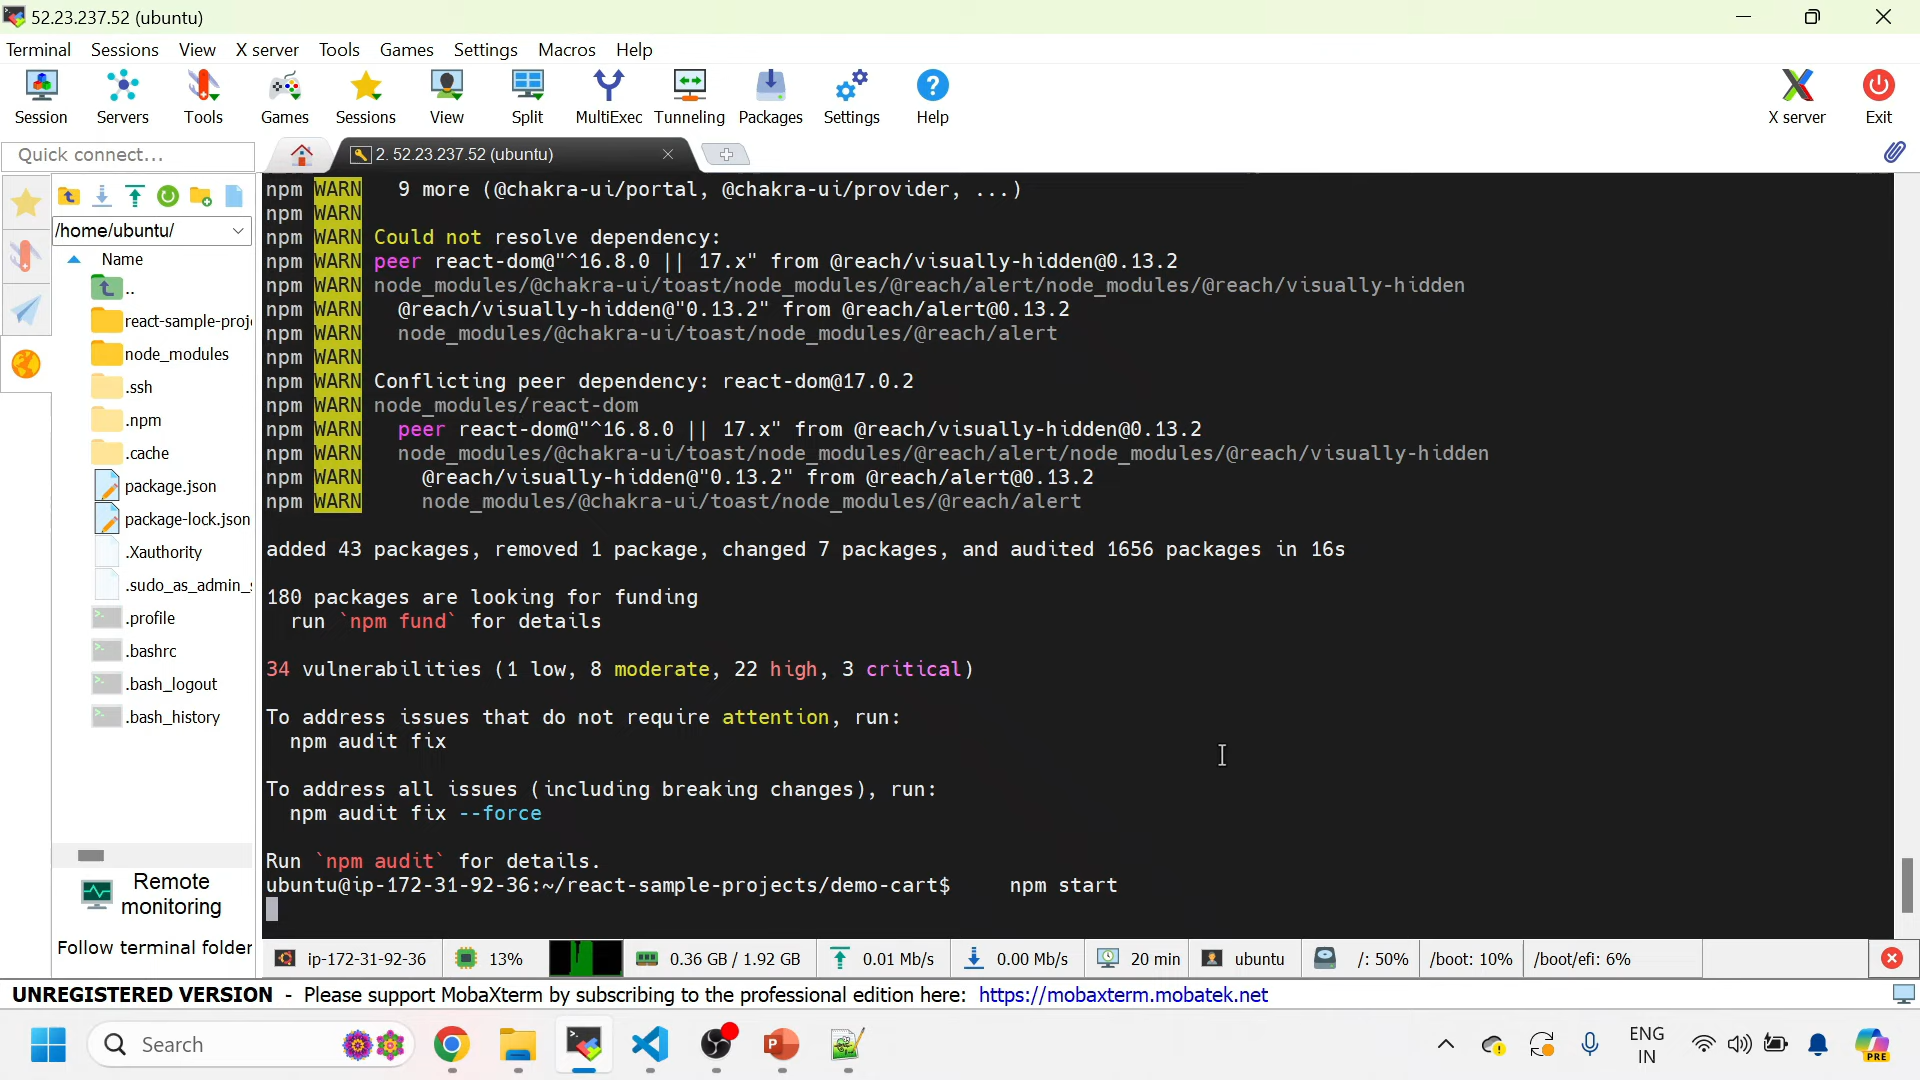 52.23.237.52 (ubuntu)
Terminal Sessions View X server Tools Games Settings Macros Help
Session Servers Tools Games Sessions View Split MultiExec Tunneling Packages Settings Help X server Exit
Quick connect...
2. 52.23.237.52 (ubuntu)
/home/ubuntu/
Name
..
react-sample-proj
node_modules
.ssh
.npm
.cache
package.json
package-lock.json
.Xauthority
.sudo_as_admin_
.profile
.bashrc
.bash_logout
.bash_history
Remote
monitoring
Follow terminal folder
npm WARN 9 more (@chakra-ui/portal, @chakra-ui/provider, ...)
npm WARN
npm WARN Could not resolve dependency:
npm WARN peer react-dom@"^16.8.0 || 17.x" from @reach/visually-hidden@0.13.2
npm WARN node_modules/@chakra-ui/toast/node_modules/@reach/alert/node_modules/@reach/visually-hidden
npm WARN @reach/visually-hidden@"0.13.2" from @reach/alert@0.13.2
npm WARN node_modules/@chakra-ui/toast/node_modules/@reach/alert
npm WARN
npm WARN Conflicting peer dependency: react-dom@17.0.2
npm WARN node_modules/react-dom
npm WARN peer react-dom@"^16.8.0 || 17.x" from @reach/visually-hidden@0.13.2
npm WARN node_modules/@chakra-ui/toast/node_modules/@reach/alert/node_modules/@reach/visually-hidden
npm WARN @reach/visually-hidden@"0.13.2" from @reach/alert@0.13.2
npm WARN node_modules/@chakra-ui/toast/node_modules/@reach/alert
added 43 packages, removed 1 package, changed 7 packages, and audited 1656 packages in 16s
180 packages are looking for funding
run `npm fund` for details
34 vulnerabilities (1 low, 8 moderate, 22 high, 3 critical)
To address issues that do not require attention, run:
npm audit fix
To address all issues (including breaking changes), run:
npm audit fix --force
Run `npm audit` for details.
ubuntu@ip-172-31-92-36:~/react-sample-projects/demo-cart$ npm start
ip-172-31-92-36 13% 0.36 GB / 1.92 GB 0.01 Mb/s 0.00 Mb/s 20 min ubuntu /: 50% /boot: 10% /boot/efi: 6%
UNREGISTERED VERSION - Please support MobaXterm by subscribing to the professional edition here: https://mobaxterm.mobatek.net
Search
ENG
IN
PRE